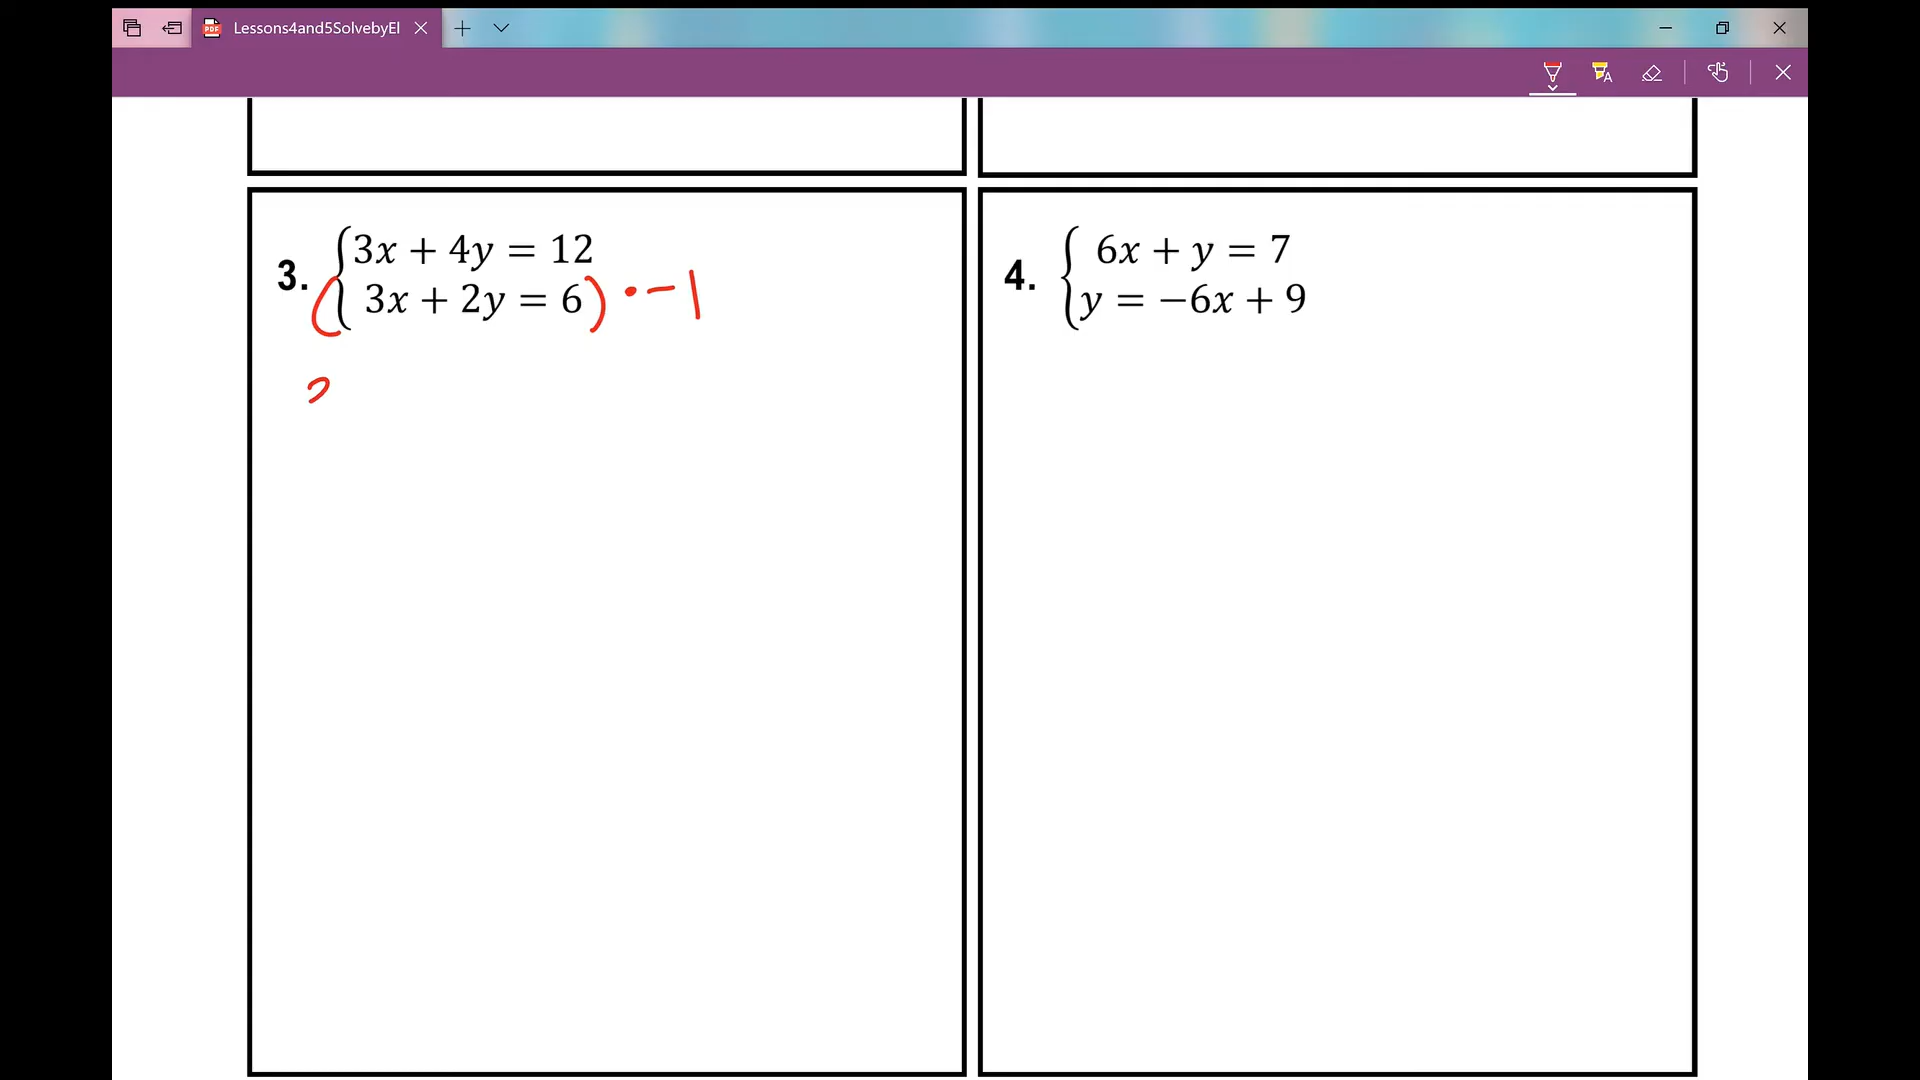 Lessons4and5SolvebyEl
3. {3x + 4y = 12
( 3x + 2y = 6 ) · -1
4. { 6x + y = 7
y = −6x + 9